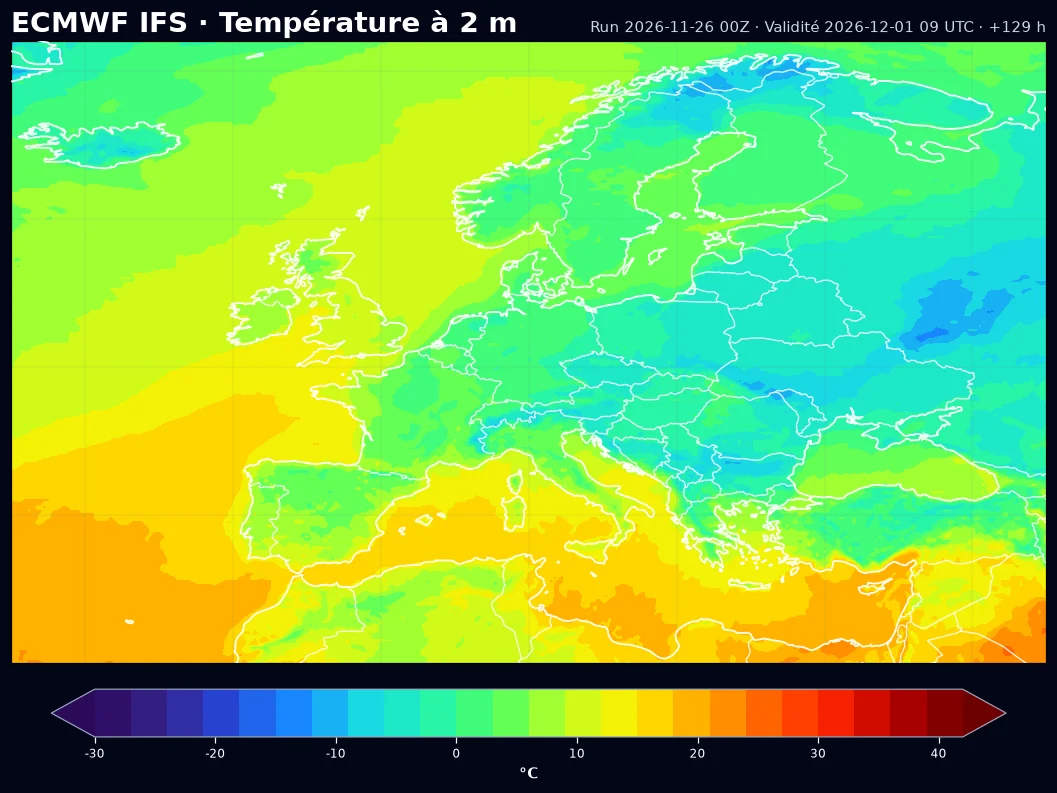 ECMWF IFS · Température à 2 m
Run 2026-11-26 00Z · Validité 2026-12-01 09 UTC · +129 h
-30 -20 -10 0 10 20 30 40
°C